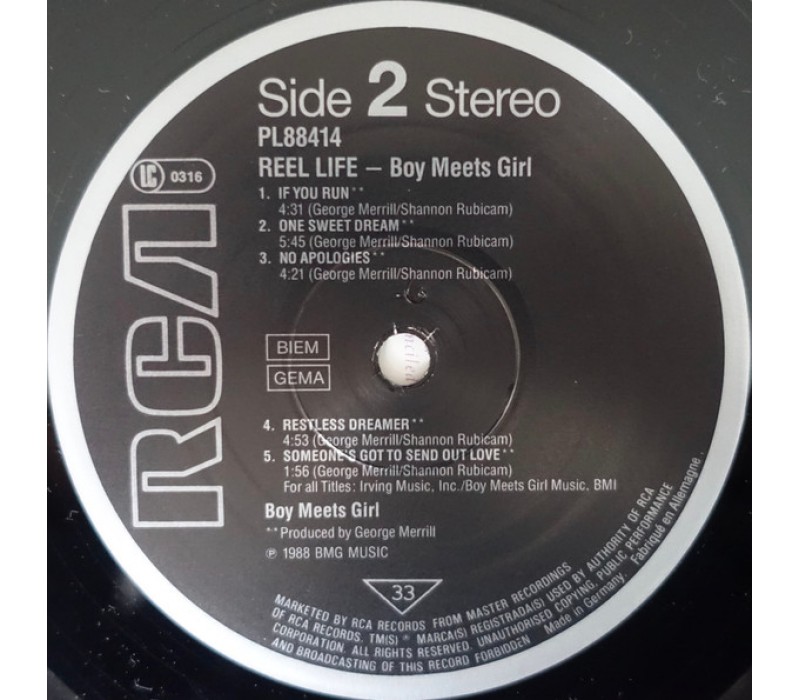 Side 2 Stereo
PL88414
REEL LIFE – Boy Meets Girl
LC 0316
RCA
1. IF YOU RUN**
4:31 (George Merrill/Shannon Rubicam)
2. ONE SWEET DREAM**
5:45 (George Merrill/Shannon Rubicam)
3. NO APOLOGIES**
4:21 (George Merrill/Shannon Rubicam)
BIEM
GEMA
4. RESTLESS DREAMER**
4:53 (George Merrill/Shannon Rubicam)
5. SOMEONE'S GOT TO SEND OUT LOVE**
1:56 (George Merrill/Shannon Rubicam)
For all Titles: Irving Music, Inc./Boy Meets Girl Music. BMI
Boy Meets Girl
**Produced by George Merrill
℗ 1988 BMG MUSIC
33
MARKETED BY RCA RECORDS FROM MASTER RECORDINGS
OF RCA RECORDS. TM(S) ® MARCA(S) REGISTRADA(S) USED BY AUTHORITY OF RCA
CORPORATION. ALL RIGHTS RESERVED. UNAUTHORISED COPYING, PUBLIC PERFORMANCE
AND BROADCASTING OF THIS RECORD FORBIDDEN Made in Germany. Fabriqué en Allemagne.